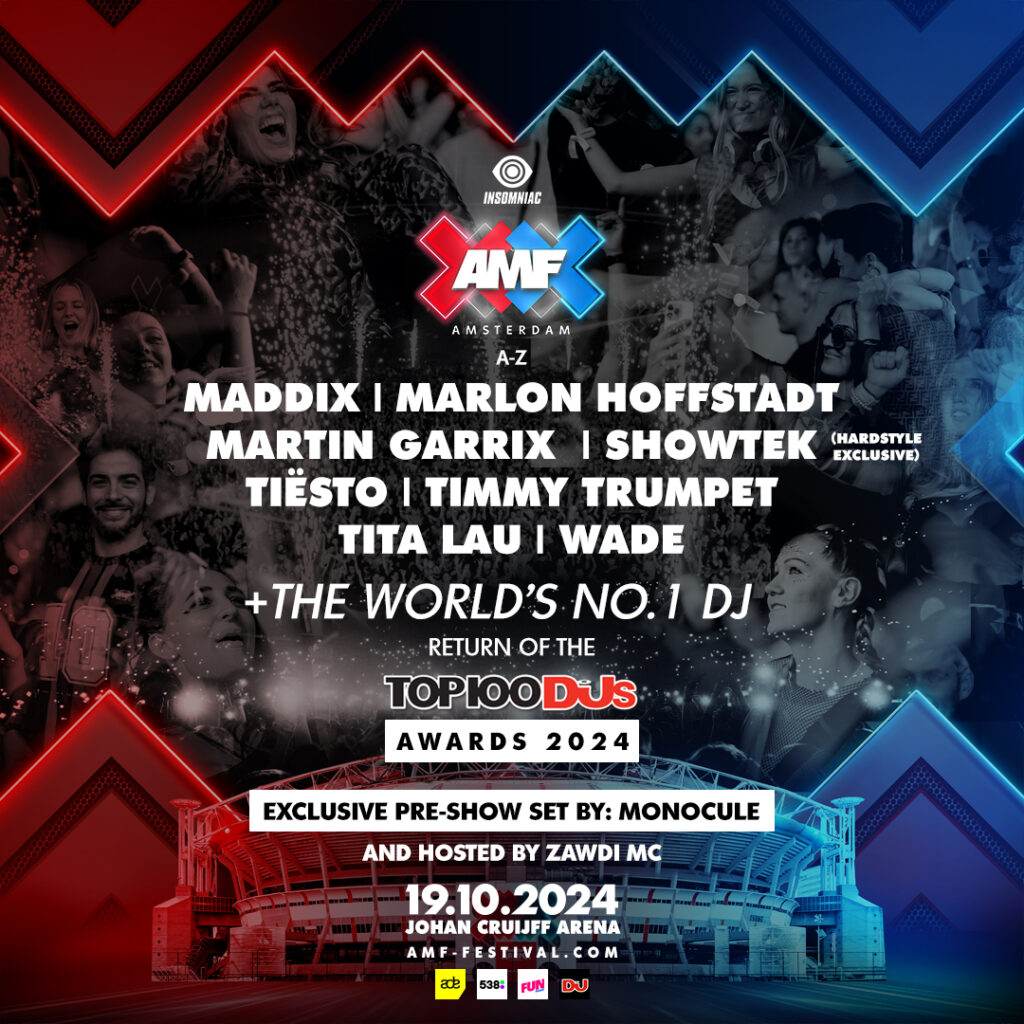 INSOMNIAC
AMF
AMSTERDAM
A-Z
MADDIX | MARLON HOFFSTADT
MARTIN GARRIX | SHOWTEK (HARDSTYLE EXCLUSIVE)
TIËSTO | TIMMY TRUMPET
TITA LAU | WADE
+THE WORLD'S NO.1 DJ
RETURN OF THE
TOP100DJs
AWARDS 2024
EXCLUSIVE PRE-SHOW SET BY: MONOCULE
AND HOSTED BY ZAWDI MC
19.10.2024
JOHAN CRUIJFF ARENA
AMF-FESTIVAL.COM
ade 538 FUN DJ